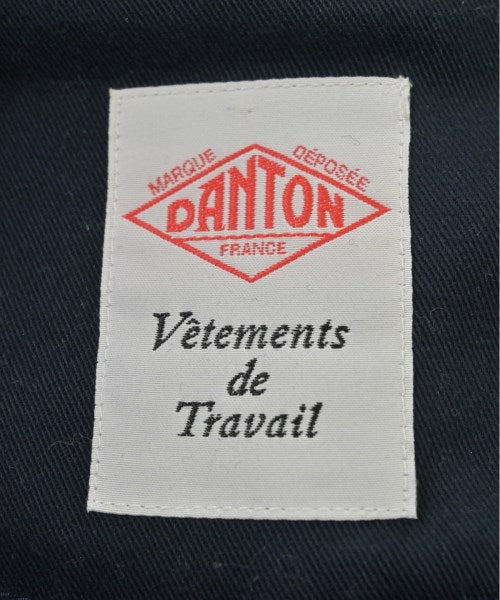 MARQUE DÉPOSÉE
DANTON
FRANCE
Vêtements
de
Travail